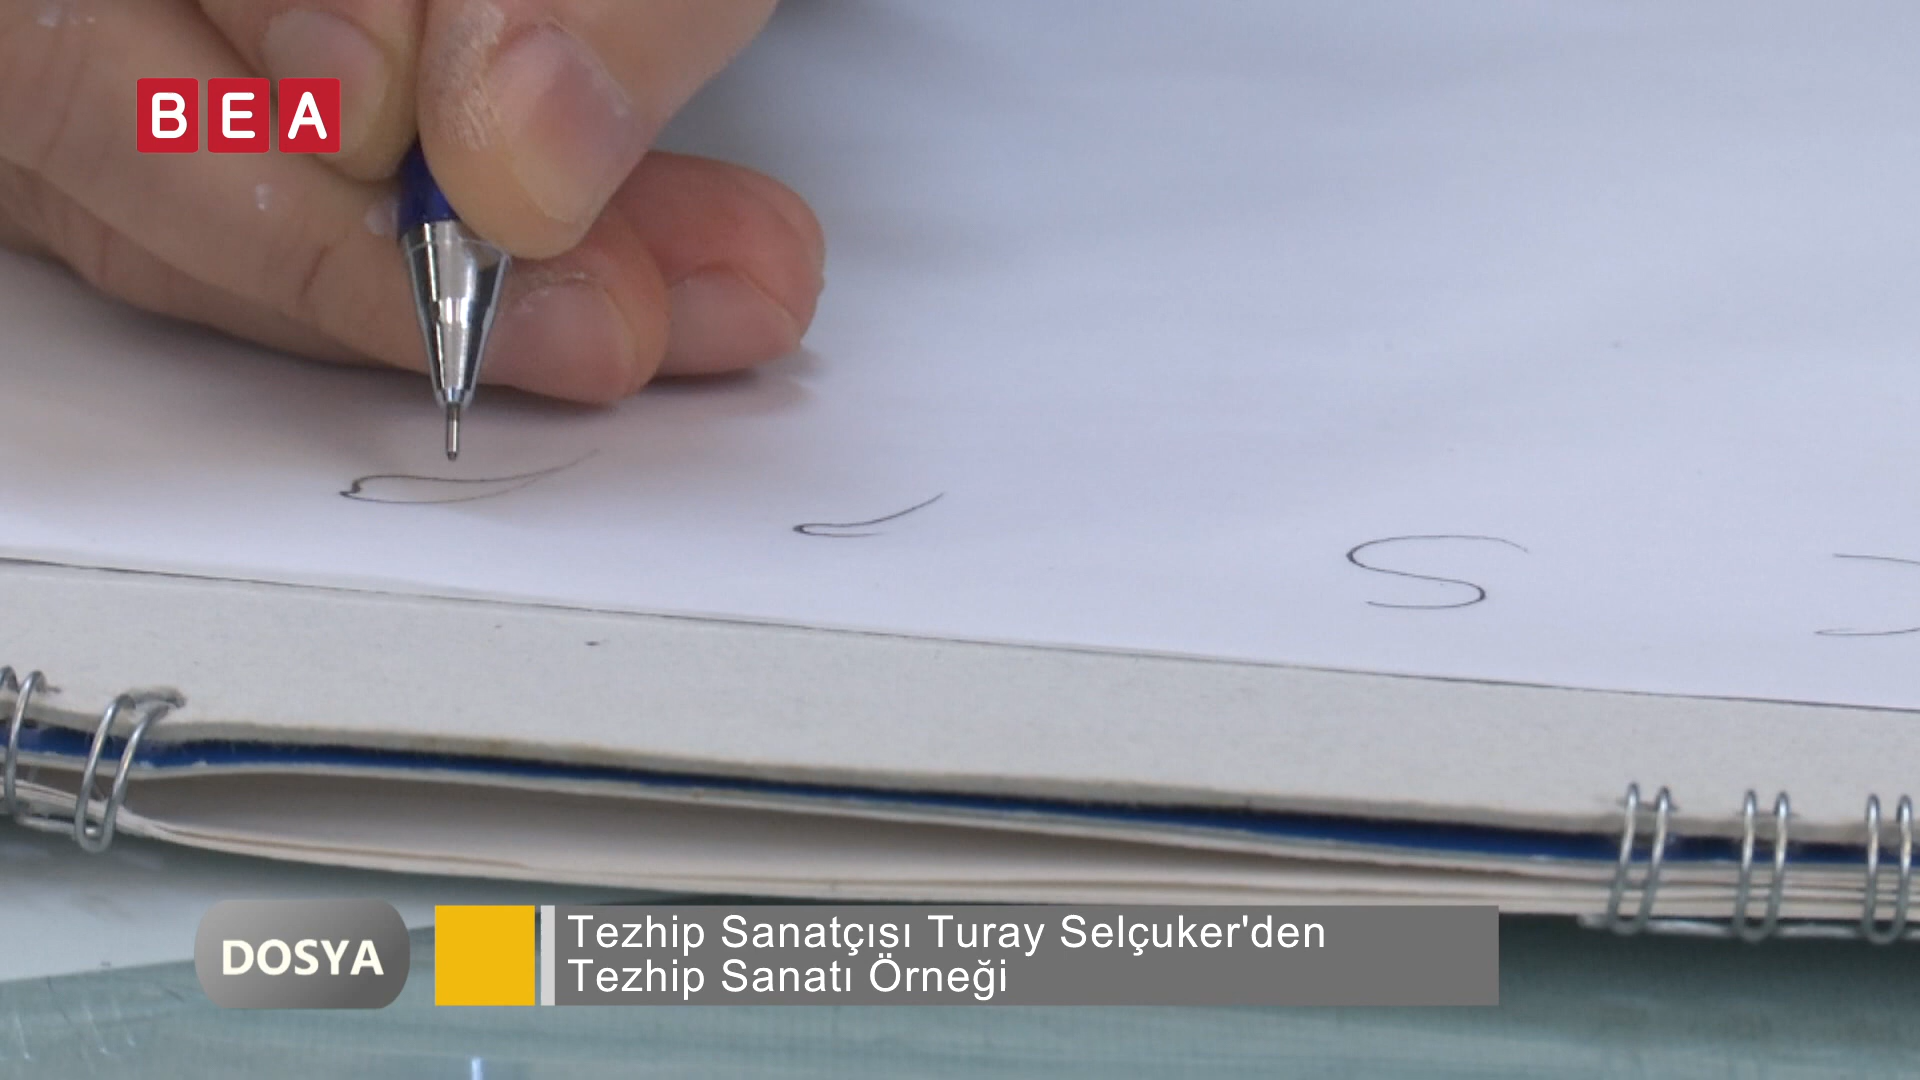 BEA
S
DOSYA
Tezhip Sanatçısı Turay Selçuker'den
Tezhip Sanatı Örneği